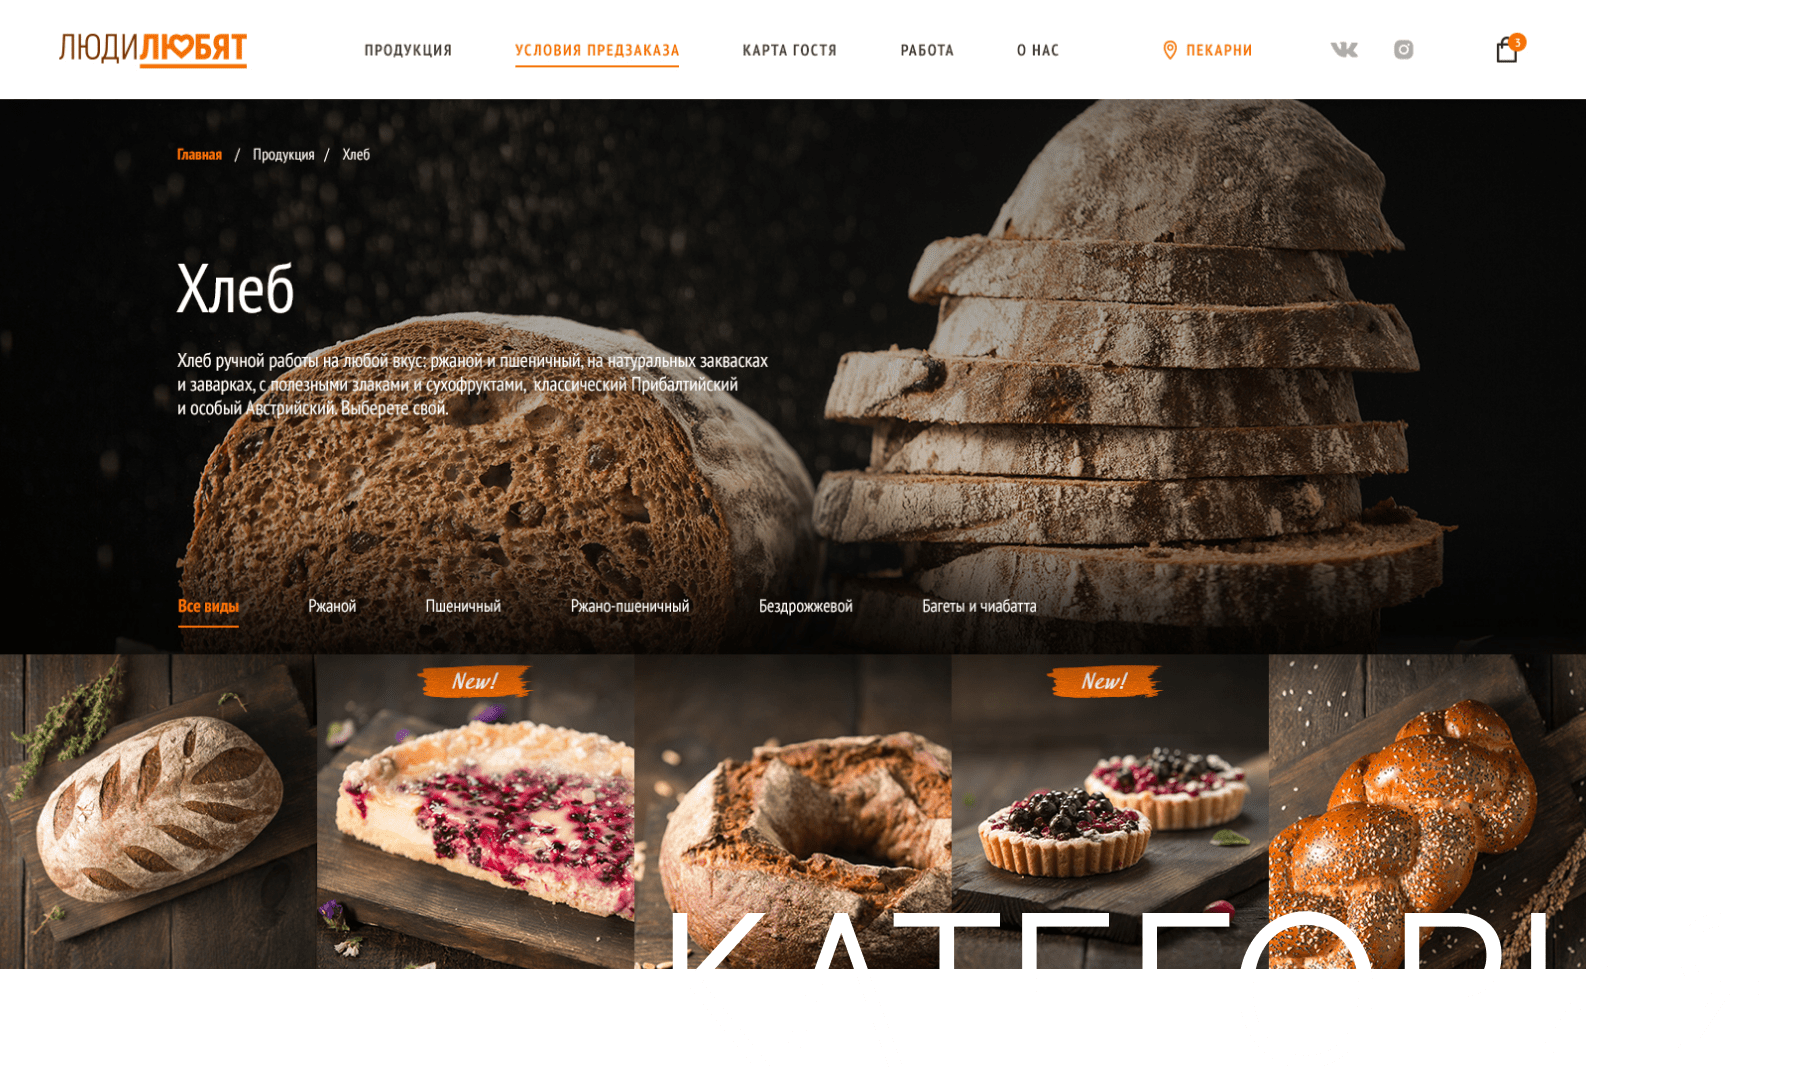 ЛЮДИЛЮБЯТ
ПРОДУКЦИЯ
УСЛОВИЯ ПРЕДЗАКАЗА
КАРТА ГОСТЯ
РАБОТА
О НАС
ПЕКАРНИ
3
Главная / Продукция / Хлеб
Хлеб
Хлеб ручной работы на любой вкус: ржаной и пшеничный, на натуральных заквасках
и заварках, с полезными злаками и сухофруктами, классический Прибалтийский
и особый Австрийский. Выберете свой.
Все виды
Ржаной
Пшеничный
Ржано-пшеничный
Бездрожжевой
Багеты и чиабатта
New!
New!